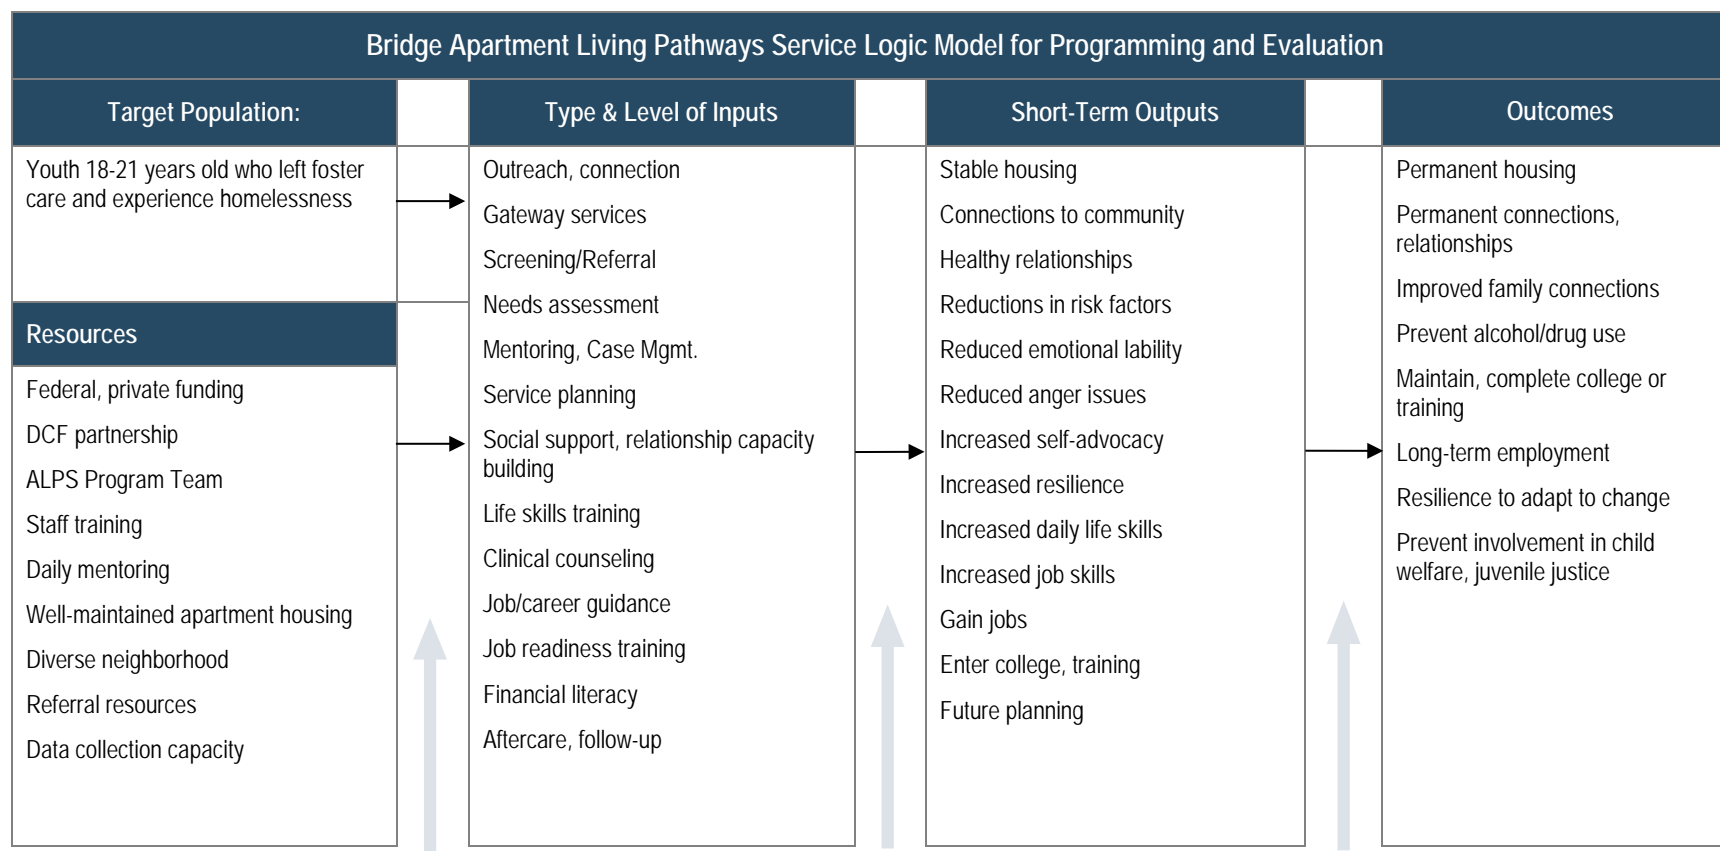 Bridge Apartment Living Pathways Service Logic Model for Programming and Evaluation
Target Population:
Youth 18-21 years old who left foster
care and experience homelessness
Resources
Federal, private funding
DCF partnership
ALPS Program Team
Staff training
Daily mentoring
Well-maintained apartment housing
Diverse neighborhood
Referral resources
Data collection capacity
Type & Level of Inputs
Outreach, connection
Gateway services
Screening/Referral
Needs assessment
Mentoring, Case Mgmt.
Service planning
Social support, relationship capacity
building
Life skills training
Clinical counseling
Job/career guidance
Job readiness training
Financial literacy
Aftercare, follow-up
Short-Term Outputs
Stable housing
Connections to community
Healthy relationships
Reductions in risk factors
Reduced emotional lability
Reduced anger issues
Increased self-advocacy
Increased resilience
Increased daily life skills
Increased job skills
Gain jobs
Enter college, training
Future planning
Outcomes
Permanent housing
Permanent connections,
relationships
Improved family connections
Prevent alcohol/drug use
Maintain, complete college or
training
Long-term employment
Resilience to adapt to change
Prevent involvement in child
welfare, juvenile justice